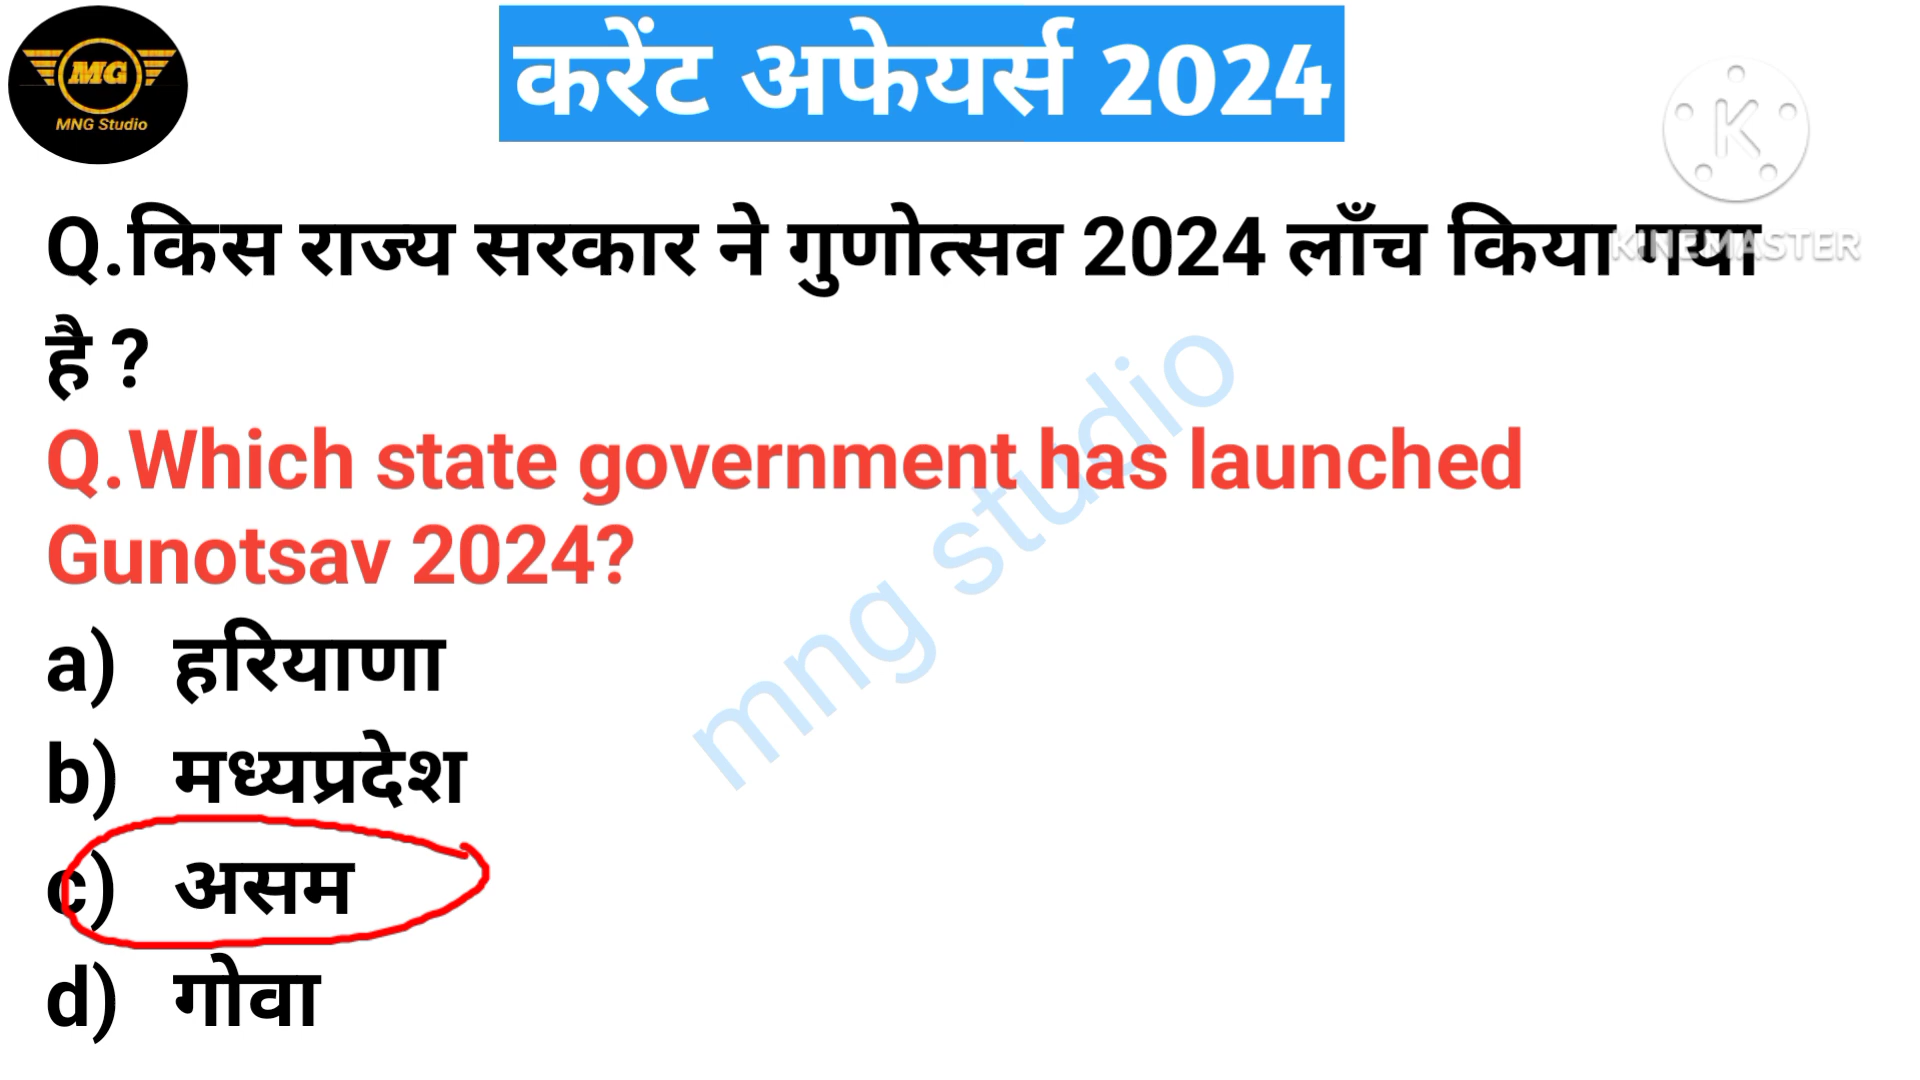 MG
MNG Studio
करेंट अफेयर्स 2024
K
KINEMASTER
Q.किस राज्य सरकार ने गुणोत्सव 2024 लाँच किया गया
है ?
Q.Which state government has launched
Gunotsav 2024?
a) हरियाणा
b) मध्यप्रदेश
c) असम
d) गोवा
mng studio